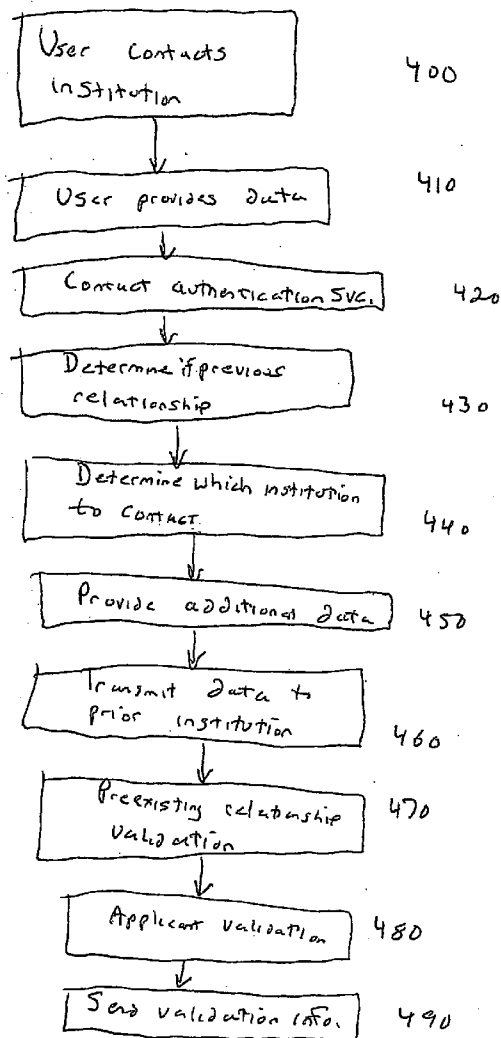 User Contacts
institution
400
User provides data
410
Contact authentication Svc.
420
Determine if previous
relationship
430
Determine which institution
to contact.
440
Provide additional data
450
Transmit data to
prior institution
460
Preexisting relationship
validation
470
Applicant validation
480
Send validation info.
490